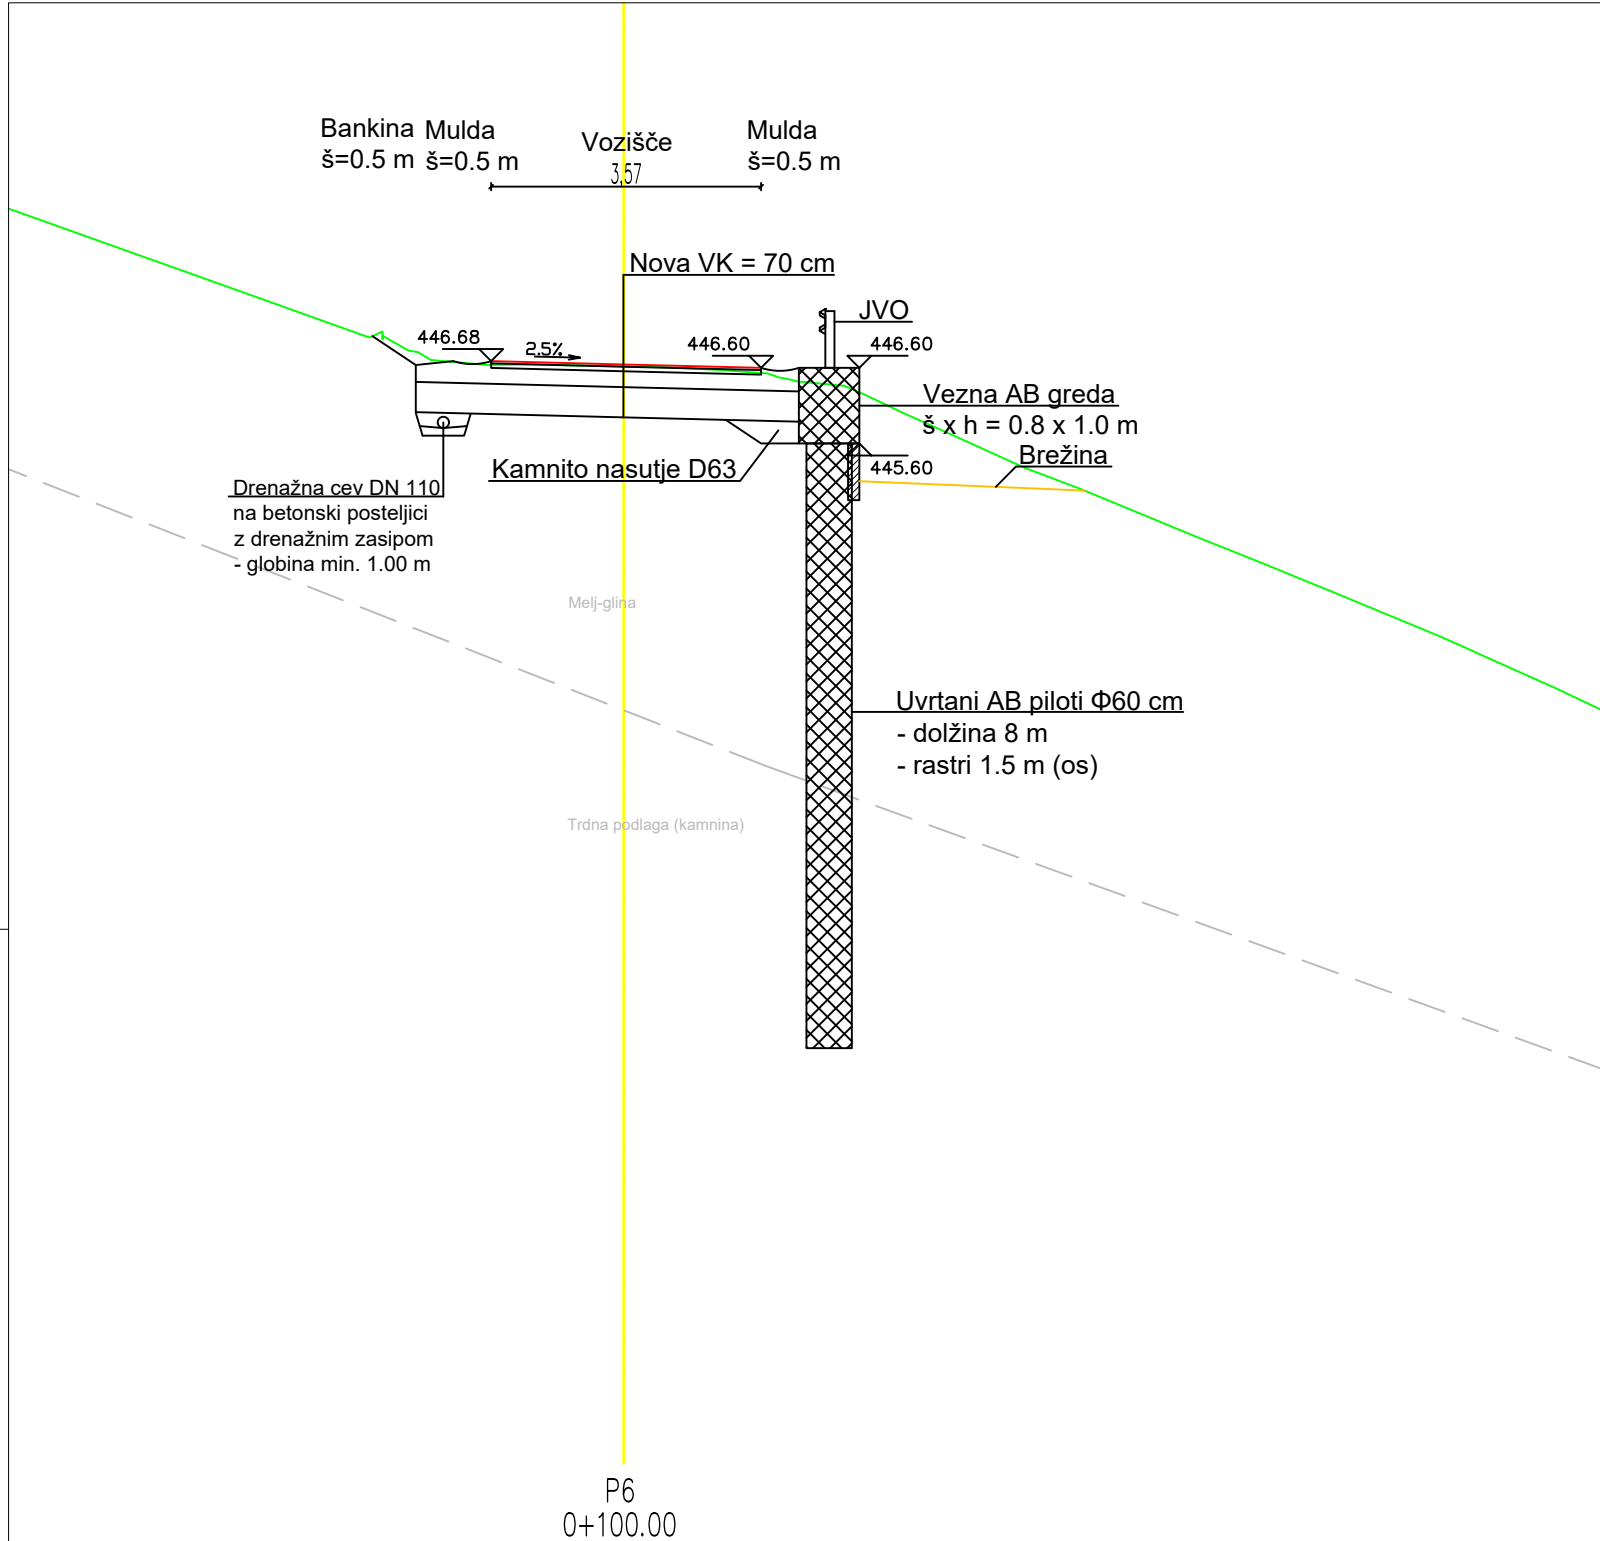 Bankina
š=0.5 m
Mulda
š=0.5 m
Vozišče
3,57
Mulda
š=0.5 m
Nova VK = 70 cm
JVO
446.68
2.5%
446.60
446.60
Vezna AB greda
š x h = 0.8 x 1.0 m
Brežina
445.60
Kamnito nasutje D63
Drenažna cev DN 110
na betonski posteljici
z drenažnim zasipom
- globina min. 1.00 m
Melj-glina
Uvrtani AB piloti Φ60 cm
- dolžina 8 m
- rastri 1.5 m (os)
Trdna podlaga (kamnina)
P6
0+100.00